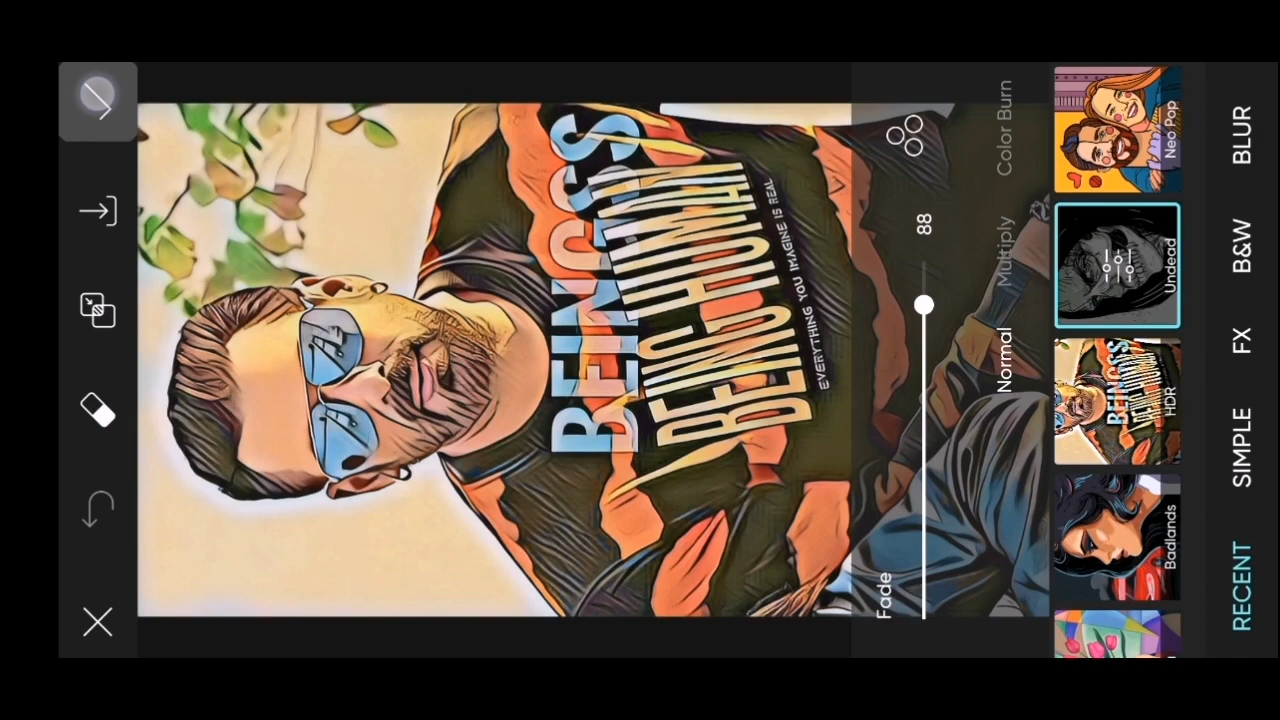 BEING S
BEING HUMAN
BEING HUMAN
EVERYTHING YOU IMAGINE IS REAL
Fade
88
Normal
Multiply
Color Burn
Badlands
HDR
Undead
Neo Pop
RECENT
SIMPLE
FX
B&W
BLUR